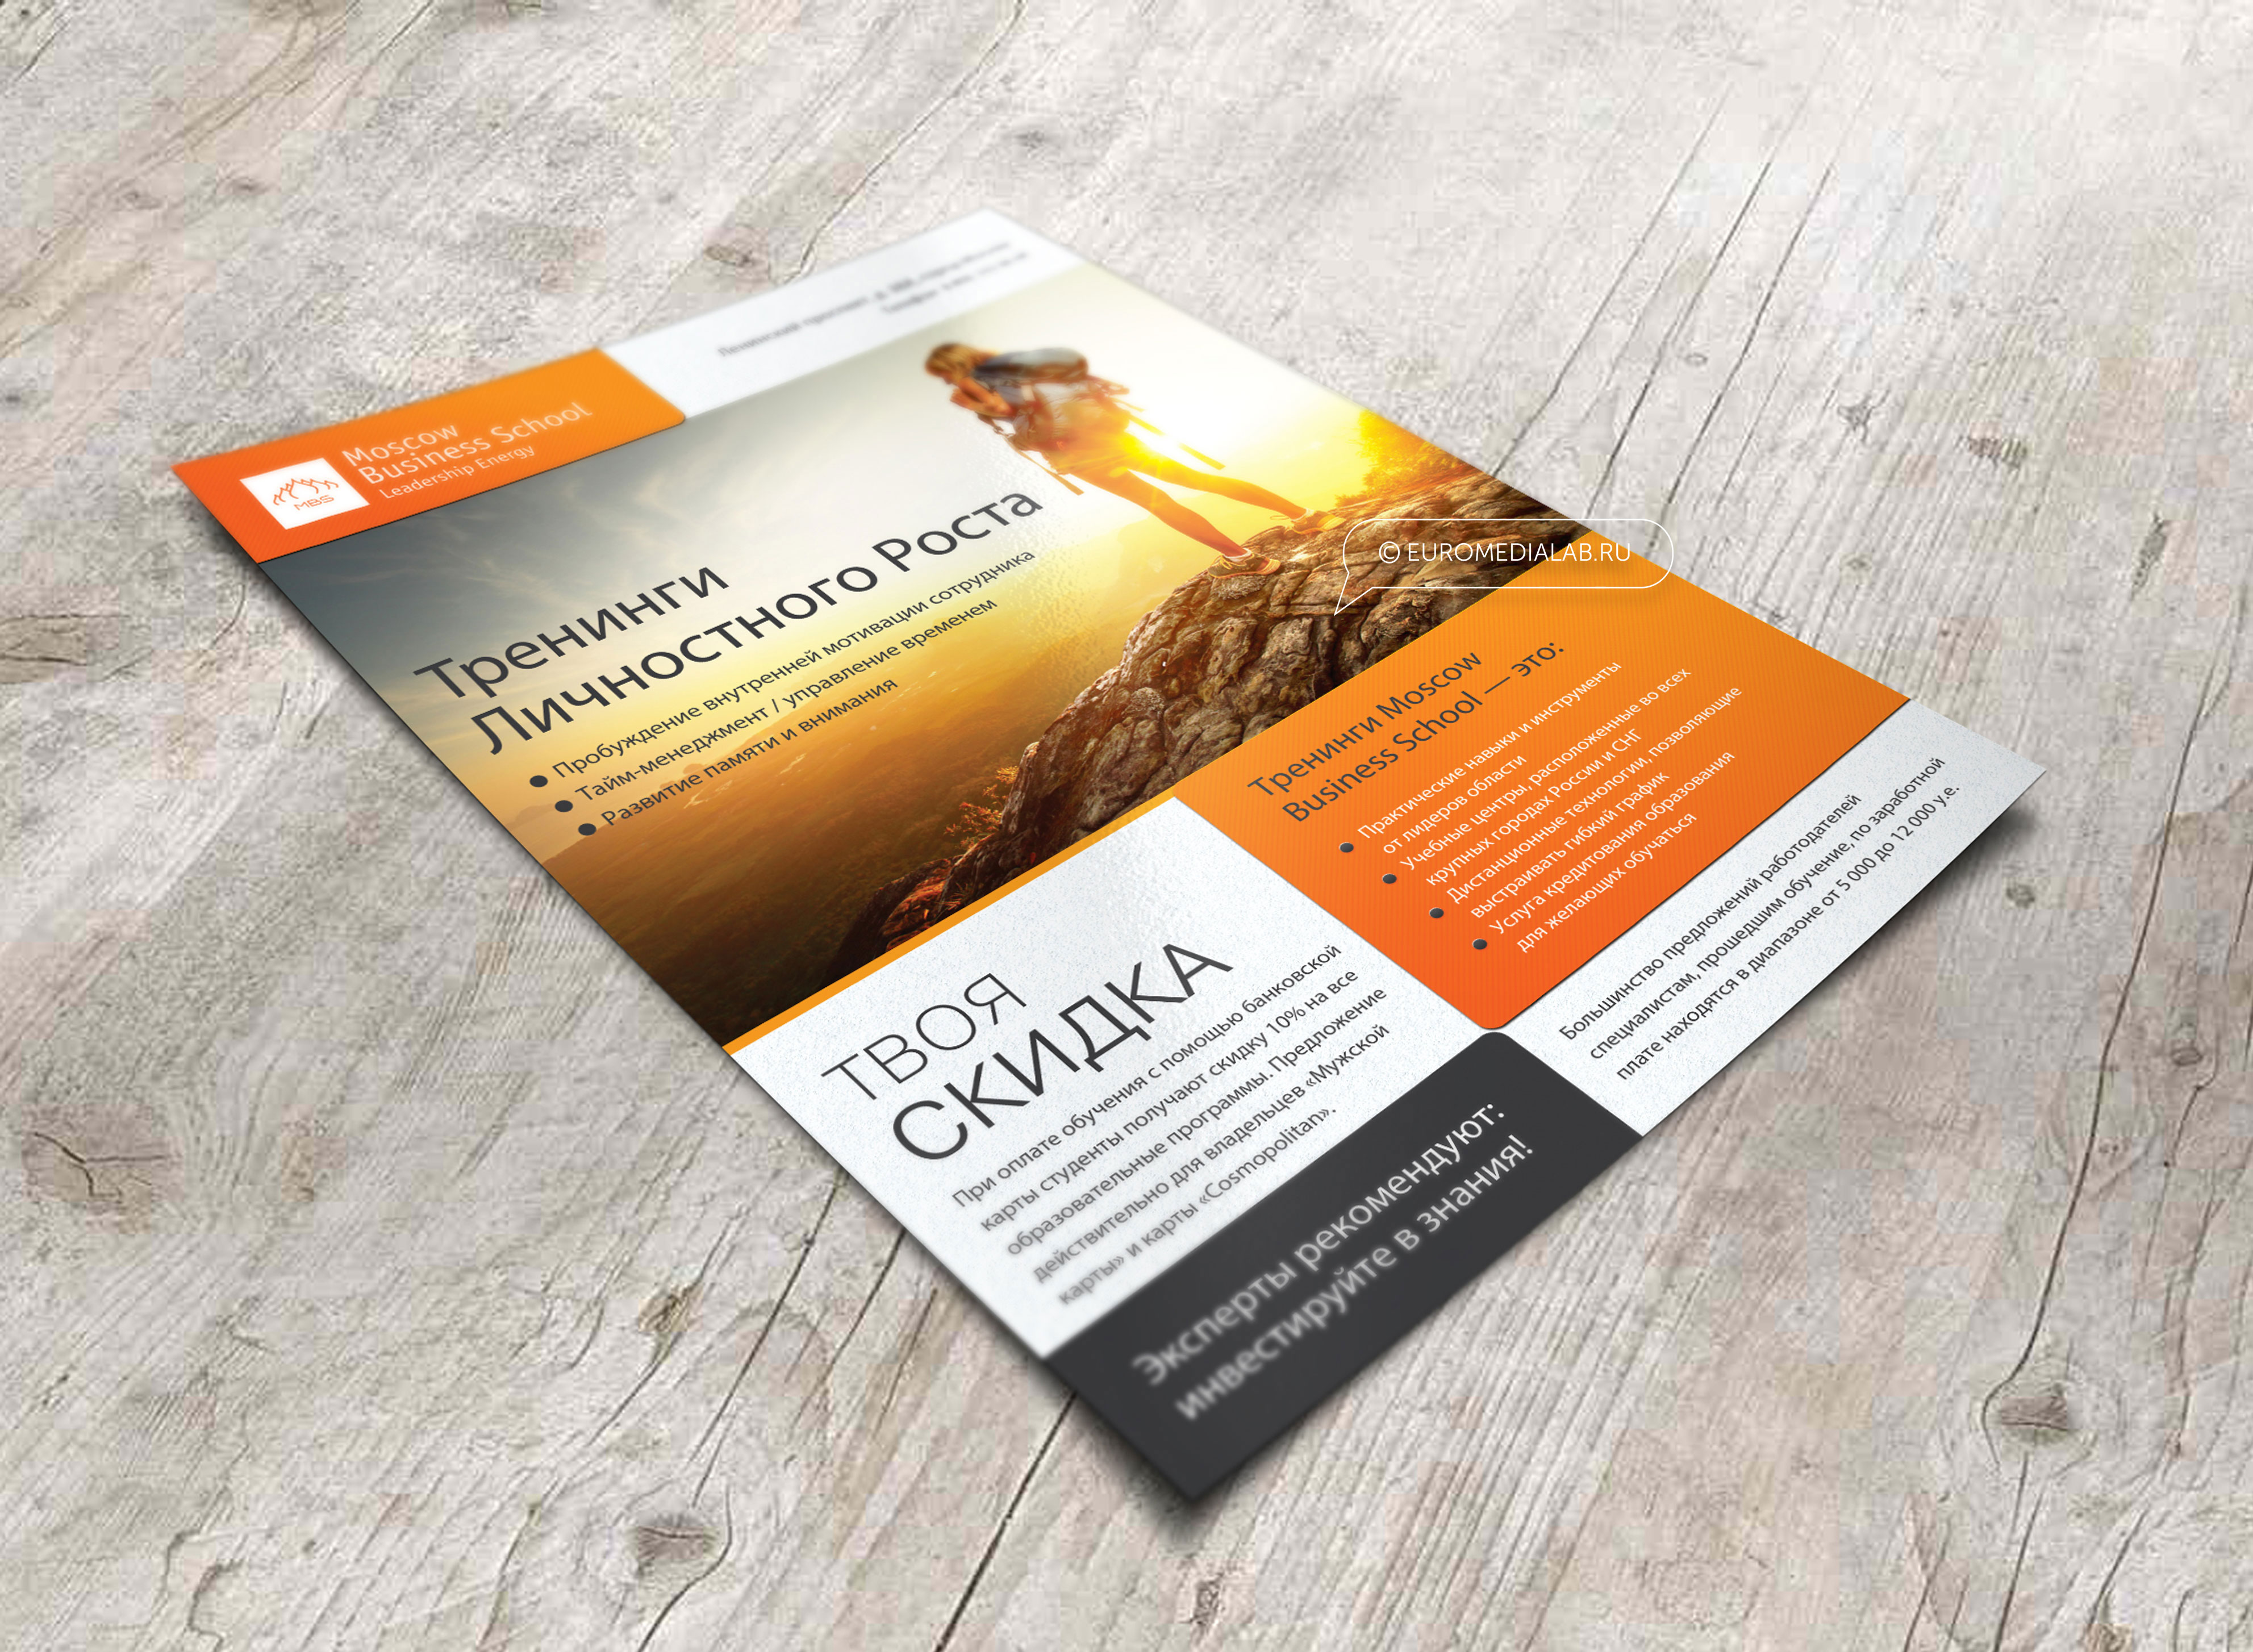 Moscow
Business School
Leadership Energy
MBS
Ленинский проспект, д.
Тренинги
Личностного Роста
Пробуждение внутренней мотивации сотрудника
Тайм-менеджмент / управление временем
Развитие памяти и внимания
© EUROMEDIALAB.RU
Тренинги Moscow
Business School — это:
Практические навыки и инструменты
от лидеров области
Учебные центры, расположенные во всех
крупных городах России и СНГ
Дистанционные технологии, позволяющие
выстраивать гибкий график
Услуга кредитования образования
для желающих обучаться
ТВОЯ
СКИДКА
При оплате обучения с помощью банковской
карты студенты получают скидку 10% на все
образовательные программы. Предложение
действительно для владельцев «Мужской
карты» и карты «Cosmopolitan».
Большинство предложений работодателей
специалистам, прошедшим обучение, по заработной
плате находятся в диапазоне от 5 000 до 12 000 у.е.
Эксперты рекомендуют:
инвестируйте в знания!